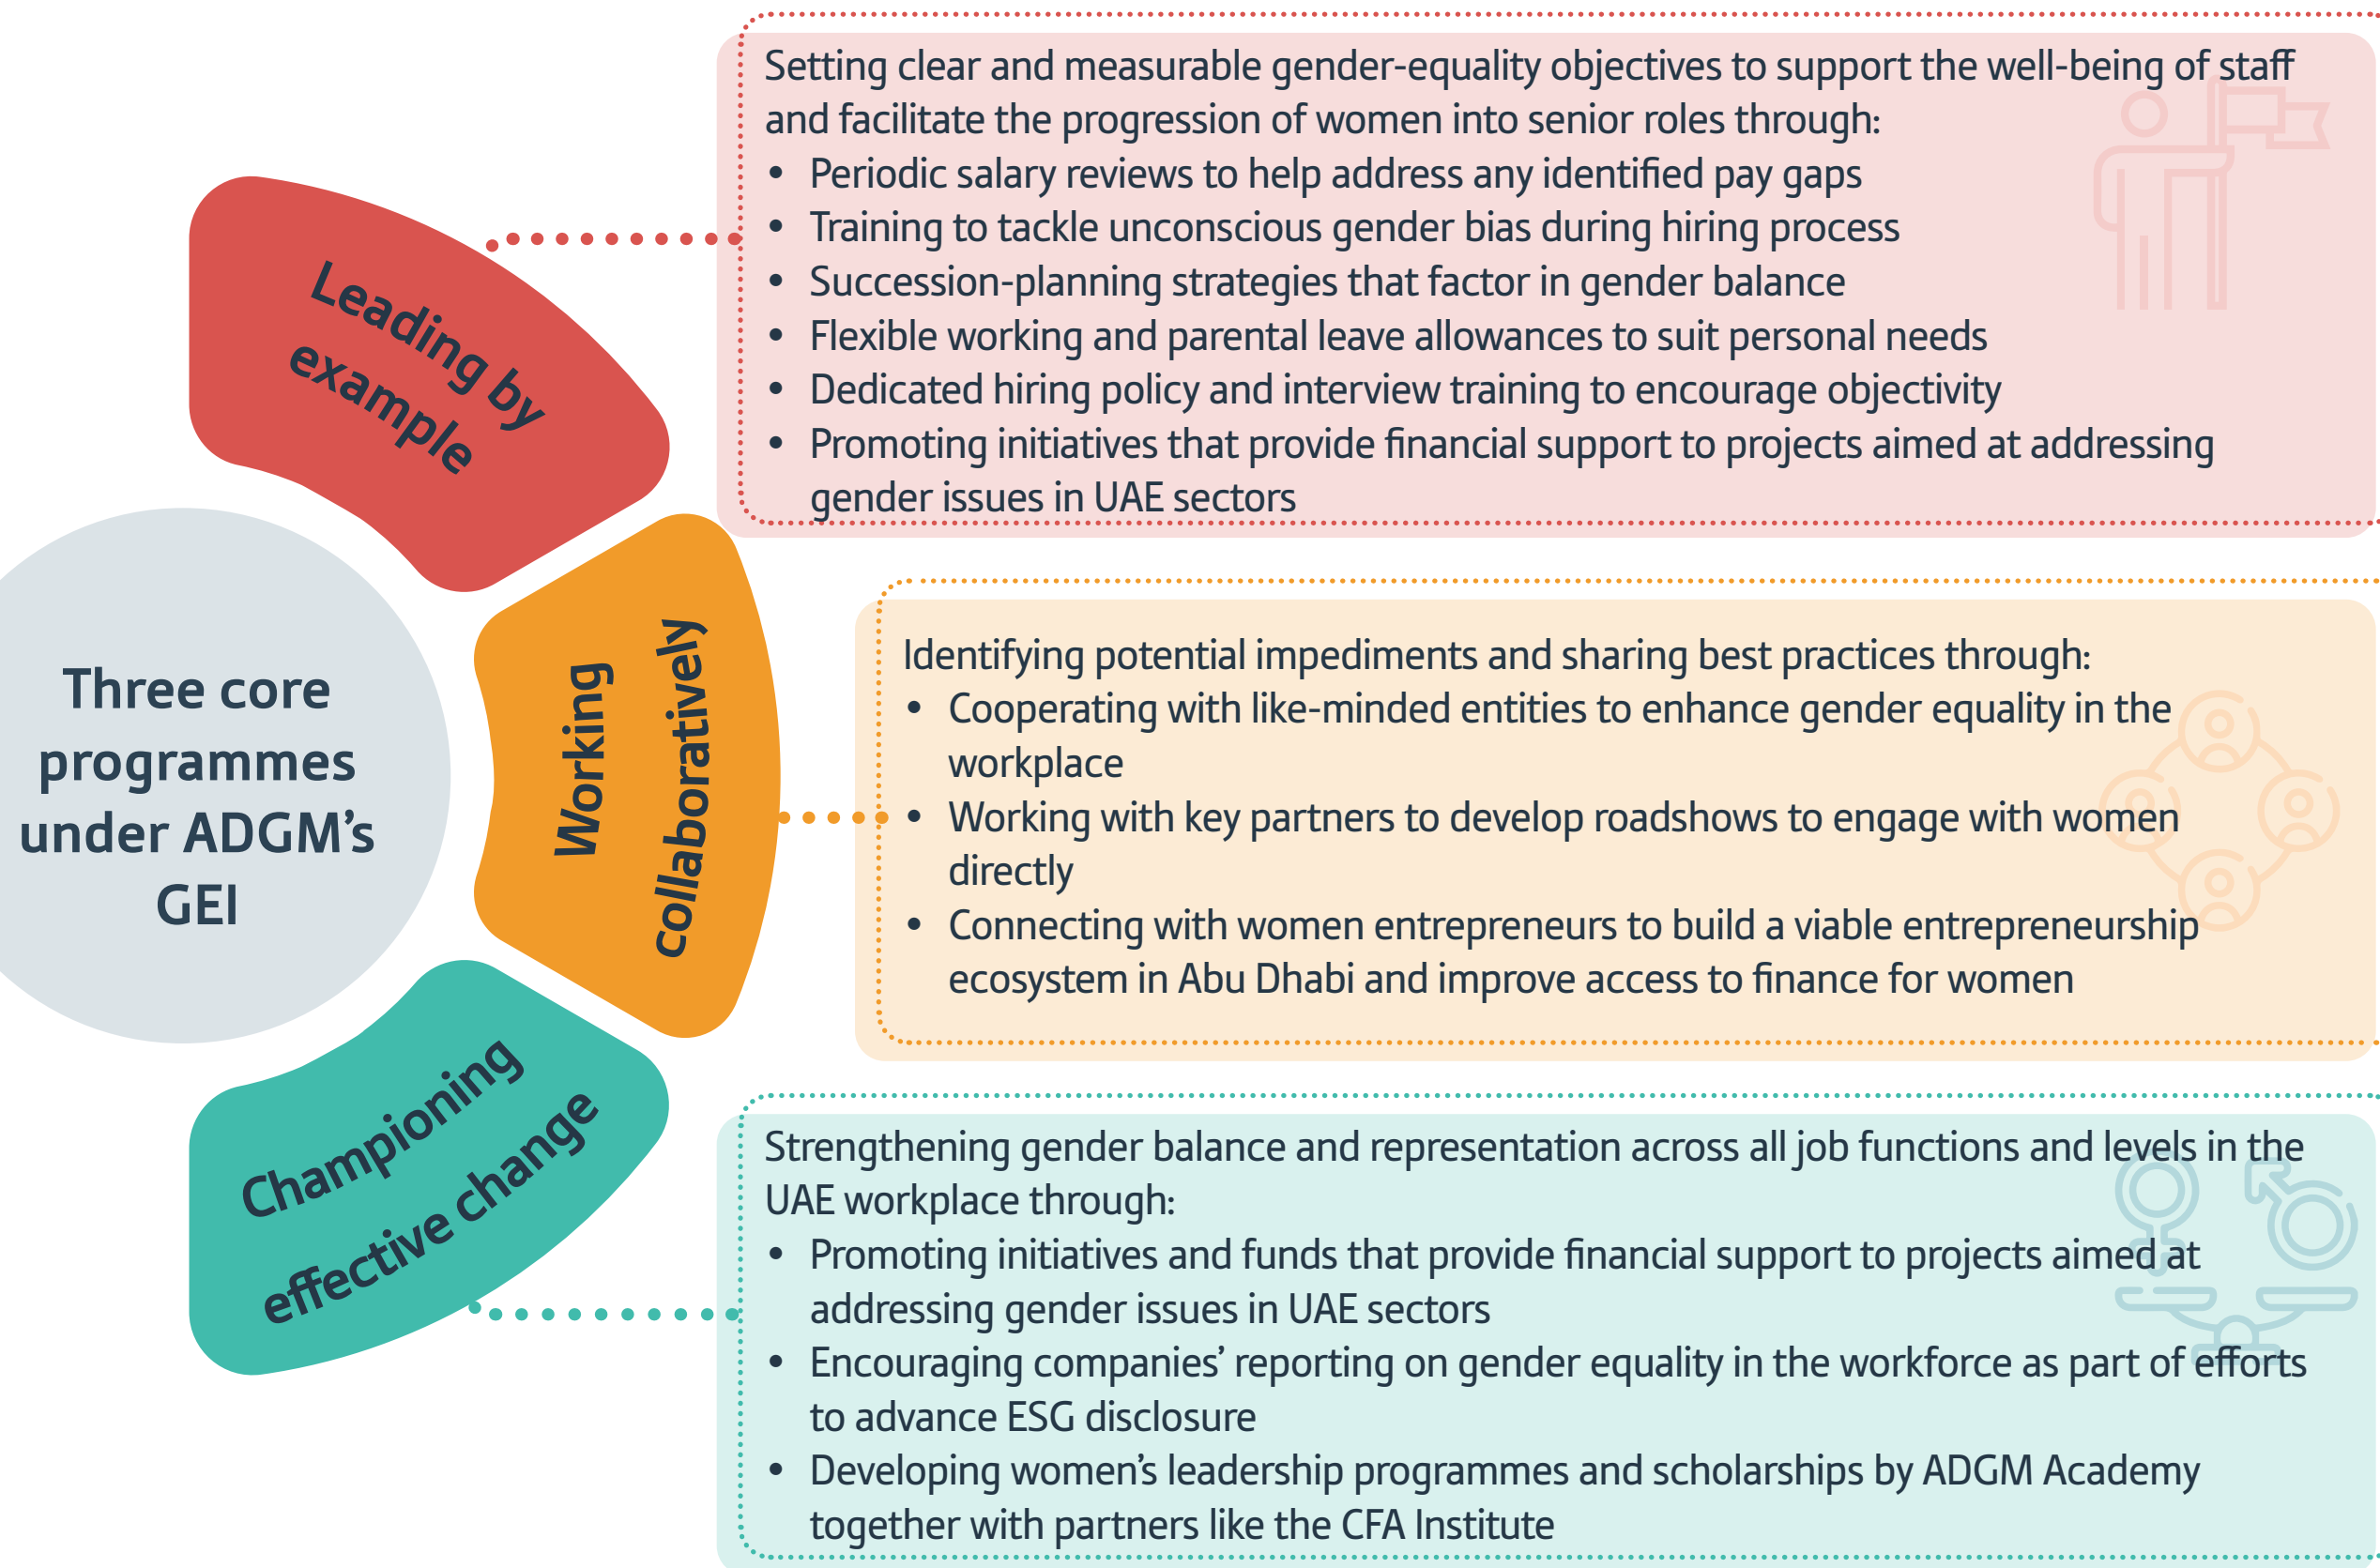 Three core
programmes
under ADGM’s
GEI
Leading by
example
Setting clear and measurable gender-equality objectives to support the well-being of staff
and facilitate the progression of women into senior roles through:
• Periodic salary reviews to help address any identified pay gaps
• Training to tackle unconscious gender bias during hiring process
• Succession-planning strategies that factor in gender balance
• Flexible working and parental leave allowances to suit personal needs
• Dedicated hiring policy and interview training to encourage objectivity
• Promoting initiatives that provide financial support to projects aimed at addressing
gender issues in UAE sectors
Working
collaboratively
Identifying potential impediments and sharing best practices through:
• Cooperating with like-minded entities to enhance gender equality in the
workplace
• Working with key partners to develop roadshows to engage with women
directly
• Connecting with women entrepreneurs to build a viable entrepreneurship
ecosystem in Abu Dhabi and improve access to finance for women
Championing
effective change
Strengthening gender balance and representation across all job functions and levels in the
UAE workplace through:
• Promoting initiatives and funds that provide financial support to projects aimed at
addressing gender issues in UAE sectors
• Encouraging companies’ reporting on gender equality in the workforce as part of efforts
to advance ESG disclosure
• Developing women’s leadership programmes and scholarships by ADGM Academy
together with partners like the CFA Institute